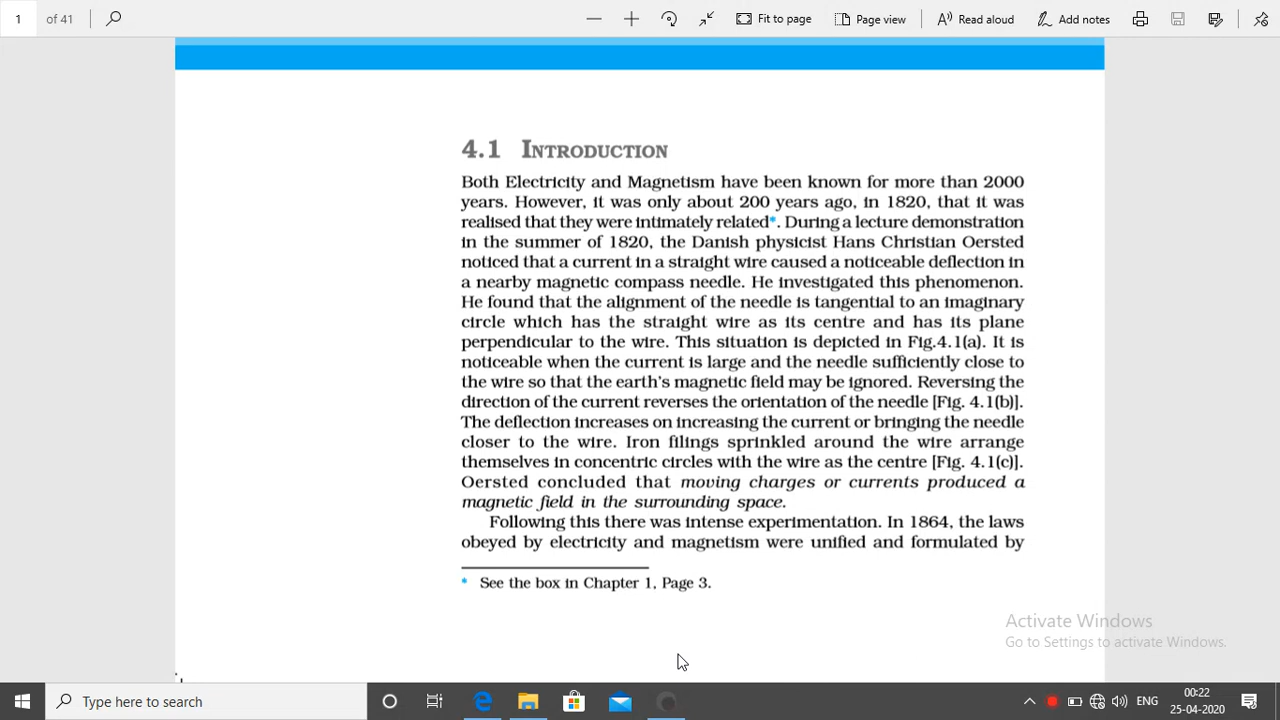 1 of 41 Fit to page Page view Read aloud Add notes
4.1 INTRODUCTION
Both Electricity and Magnetism have been known for more than 2000
years. However, it was only about 200 years ago, in 1820, that it was
realised that they were intimately related*. During a lecture demonstration
in the summer of 1820, the Danish physicist Hans Christian Oersted
noticed that a current in a straight wire caused a noticeable deflection in
a nearby magnetic compass needle. He investigated this phenomenon.
He found that the alignment of the needle is tangential to an imaginary
circle which has the straight wire as its centre and has its plane
perpendicular to the wire. This situation is depicted in Fig.4.1(a). It is
noticeable when the current is large and the needle sufficiently close to
the wire so that the earth's magnetic field may be ignored. Reversing the
direction of the current reverses the orientation of the needle [Fig. 4.1(b)].
The deflection increases on increasing the current or bringing the needle
closer to the wire. Iron filings sprinkled around the wire arrange
themselves in concentric circles with the wire as the centre [Fig. 4.1(c)].
Oersted concluded that moving charges or currents produced a
magnetic field in the surrounding space.
Following this there was intense experimentation. In 1864, the laws
obeyed by electricity and magnetism were unified and formulated by
* See the box in Chapter 1, Page 3.
Activate Windows
Go to Settings to activate Windows.
Type here to search
ENG
00:22
25-04-2020